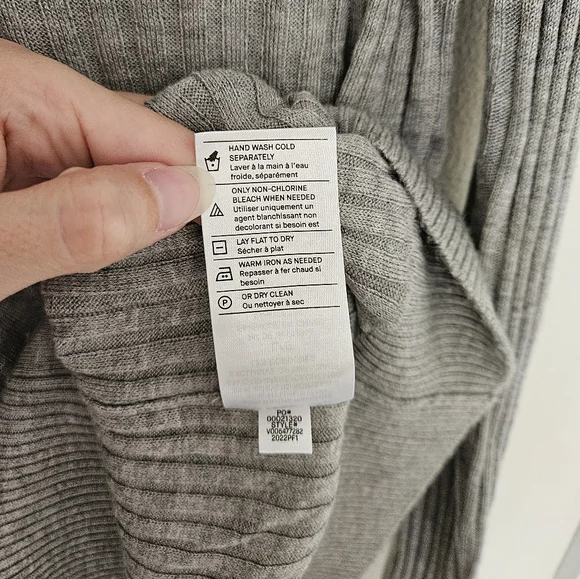 HAND WASH COLD
SEPARATELY
Laver à la main à l'eau
froide, séparément
ONLY NON-CHLORINE
BLEACH WHEN NEEDED
Utiliser uniquement un
agent blanchissant non
decolorant si besoin est
LAY FLAT TO DRY
Sécher à plat
WARM IRON AS NEEDED
Repasser à fer chaud si
besoin
P
OR DRY CLEAN
Ou nettoyer à sec
PO#
00021320
STYLE#
V006477282
2022PF1